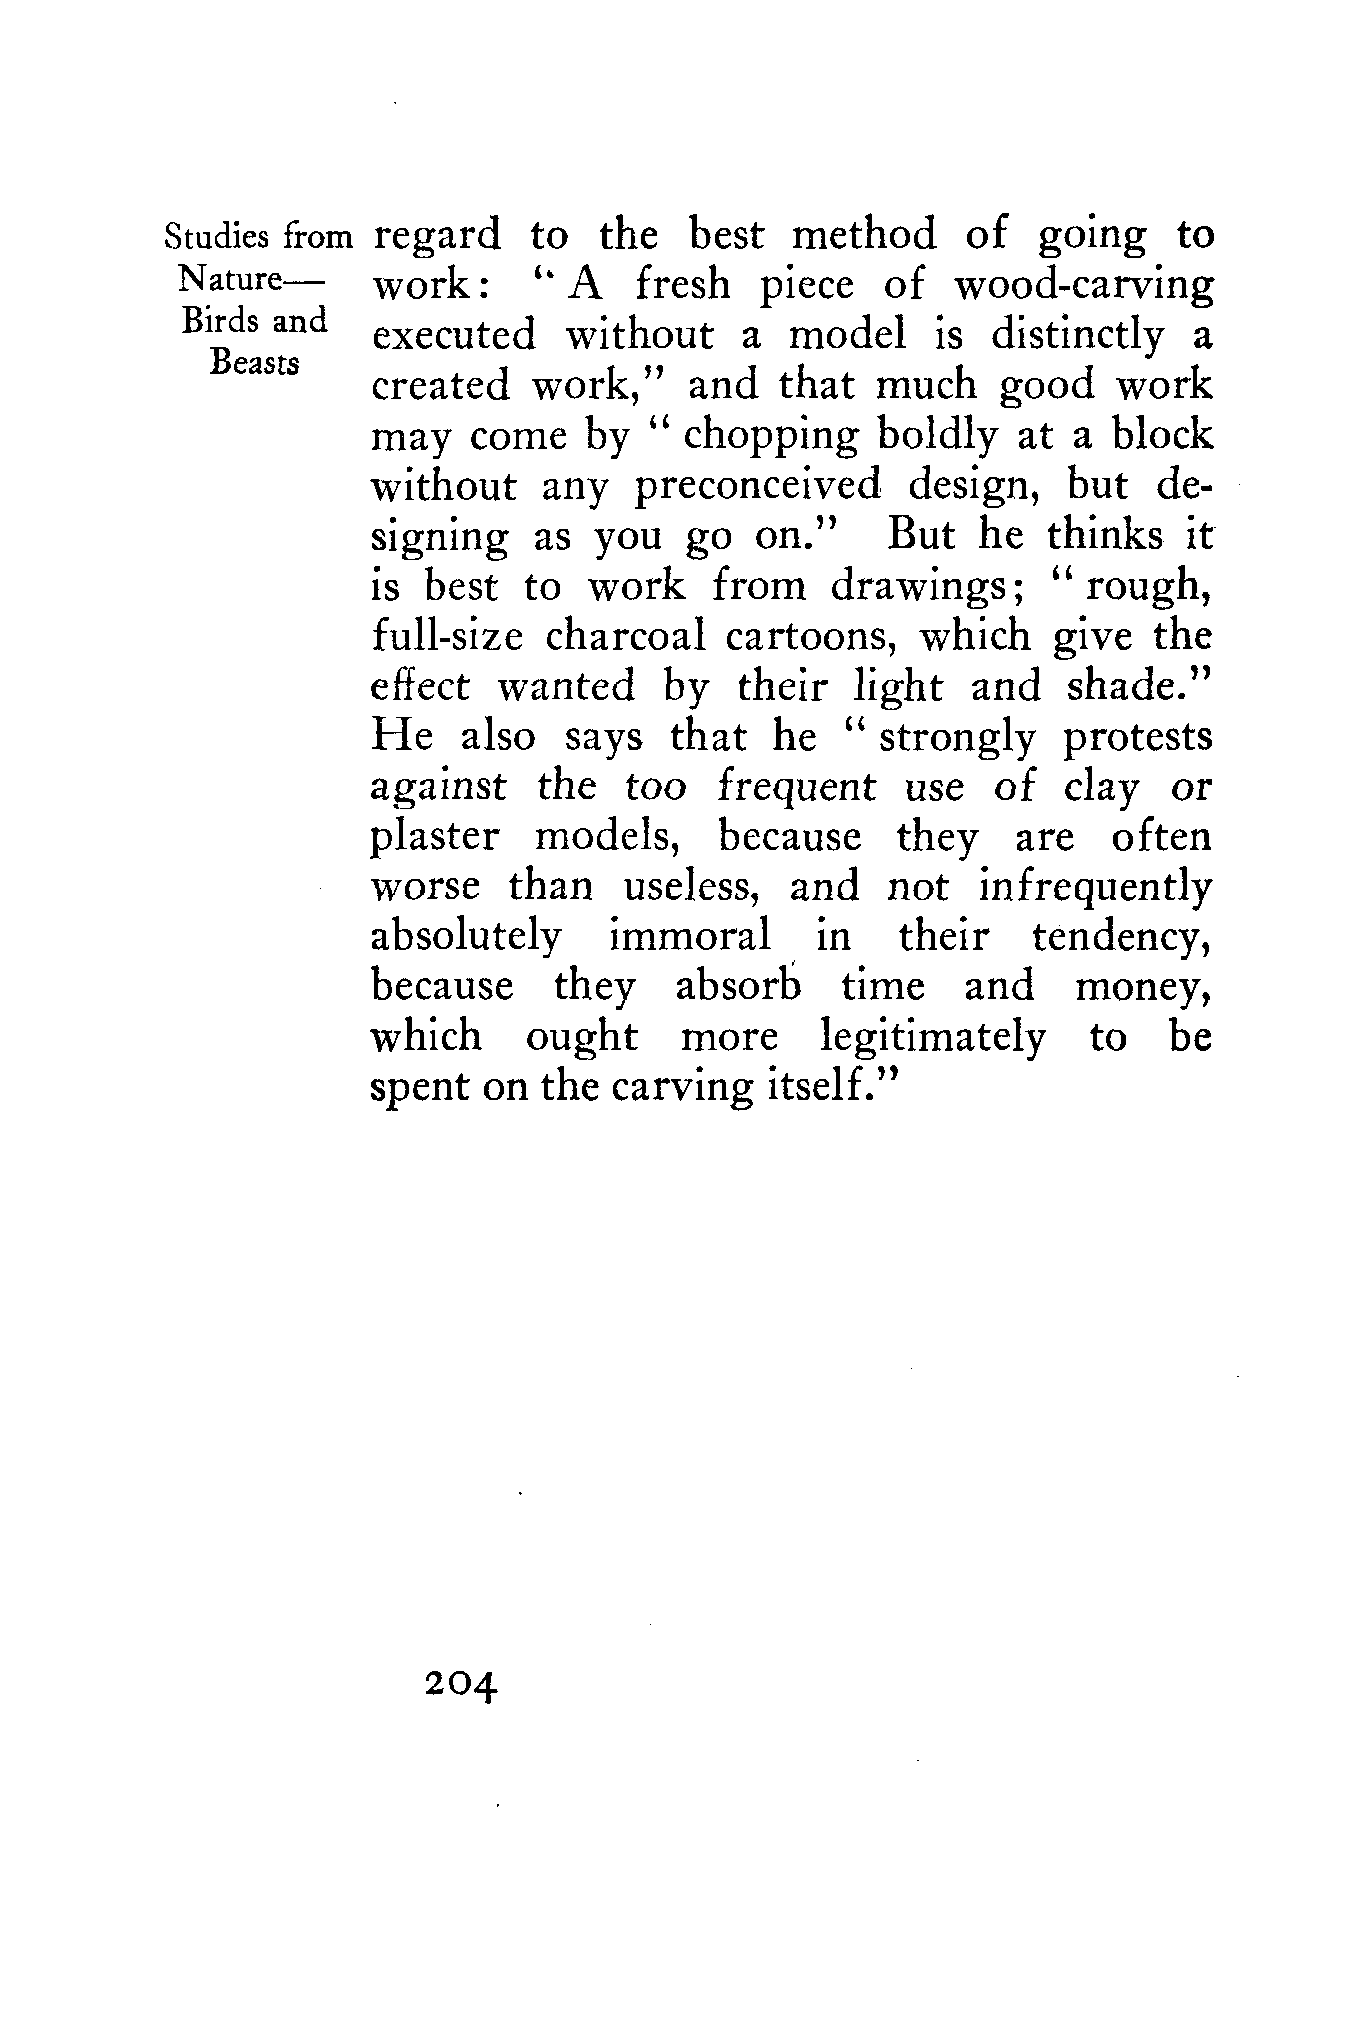 Studies from
Nature—
Birds and
Beasts
regard to the best method of going to
work: “A fresh piece of wood-carving
executed without a model is distinctly a
created work,” and that much good work
may come by “chopping boldly at a block
without any preconceived design, but de-
signing as you go on.” But he thinks it
is best to work from drawings; “rough,
full-size charcoal cartoons, which give the
effect wanted by their light and shade.”
He also says that he “strongly protests
against the too frequent use of clay or
plaster models, because they are often
worse than useless, and not infrequently
absolutely immoral in their tendency,
because they absorb time and money,
which ought more legitimately to be
spent on the carving itself.”
204